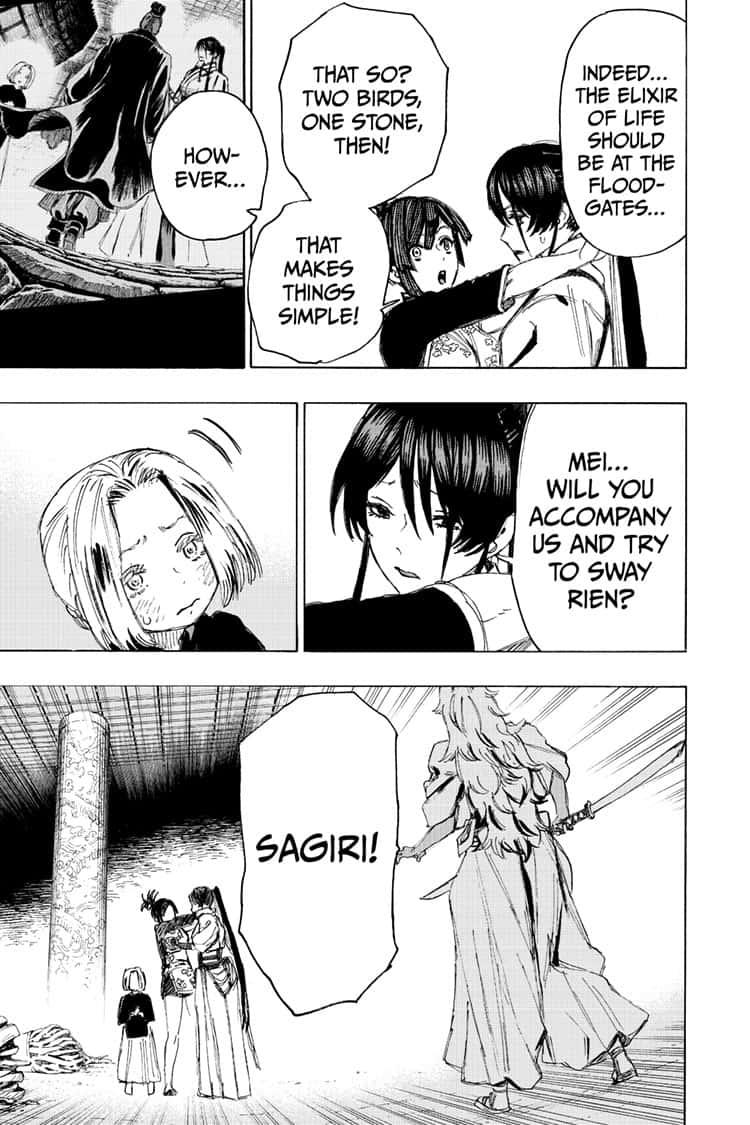 INDEED...
THE ELIXIR
OF LIFE
SHOULD
BE AT THE
FLOOD-
GATES...
THAT SO?
TWO BIRDS,
ONE STONE,
THEN!
THAT
MAKES
THINGS
SIMPLE!
HOW-
EVER...
MEI...
WILL YOU
ACCOMPANY
US AND TRY
TO SWAY
RIEN?
SAGIRI!